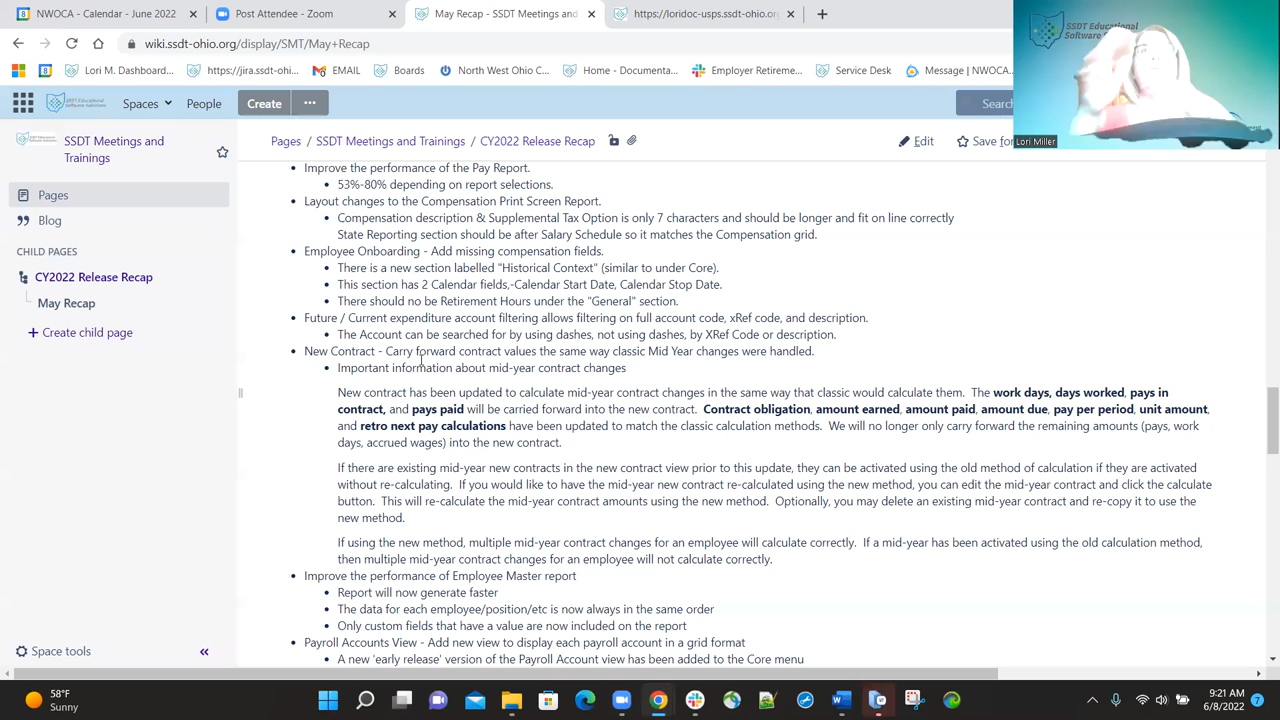 NWOCA - Calendar - June 2022
Post Attendee - Zoom
May Recap - SSDT Meetings and
https://loridoc-usps.ssdt-ohio.org
wiki.ssdt-ohio.org/display/SMT/May+Recap
Lori M. Dashboard...
https://jira.ssdt-ohi...
EMAIL
Boards
North West Ohio C...
Home - Documenta...
Employer Retireme...
Service Desk
Message | NWOCA
SSDT Educational
Software
Lori Miller
Spaces
People
Create
Search
SSDT Meetings and
Trainings
Pages
Blog
CHILD PAGES
CY2022 Release Recap
May Recap
+ Create child page
Space tools
Pages / SSDT Meetings and Trainings / CY2022 Release Recap
Edit
Save for
Improve the performance of the Pay Report.
53%-80% depending on report selections.
Layout changes to the Compensation Print Screen Report.
Compensation description & Supplemental Tax Option is only 7 characters and should be longer and fit on line correctly
State Reporting section should be after Salary Schedule so it matches the Compensation grid.
Employee Onboarding - Add missing compensation fields.
There is a new section labelled "Historical Context" (similar to under Core).
This section has 2 Calendar fields,-Calendar Start Date, Calendar Stop Date.
There should no be Retirement Hours under the "General" section.
Future / Current expenditure account filtering allows filtering on full account code, xRef code, and description.
The Account can be searched for by using dashes, not using dashes, by XRef Code or description.
New Contract - Carry forward contract values the same way classic Mid Year changes were handled.
Important information about mid-year contract changes
New contract has been updated to calculate mid-year contract changes in the same way that classic would calculate them. The work days, days worked, pays in
contract, and pays paid will be carried forward into the new contract. Contract obligation, amount earned, amount paid, amount due, pay per period, unit amount,
and retro next pay calculations have been updated to match the classic calculation methods. We will no longer only carry forward the remaining amounts (pays, work
days, accrued wages) into the new contract.
If there are existing mid-year new contracts in the new contract view prior to this update, they can be activated using the old method of calculation if they are activated
without re-calculating. If you would like to have the mid-year new contract re-calculated using the new method, you can edit the mid-year contract and click the calculate
button. This will re-calculate the mid-year contract amounts using the new method. Optionally, you may delete an existing mid-year contract and re-copy it to use the
new method.
If using the new method, multiple mid-year contract changes for an employee will calculate correctly. If a mid-year has been activated using the old calculation method,
then multiple mid-year contract changes for an employee will not calculate correctly.
Improve the performance of Employee Master report
Report will now generate faster
The data for each employee/position/etc is now always in the same order
Only custom fields that have a value are now included on the report
Payroll Accounts View - Add new view to display each payroll account in a grid format
A new 'early release' version of the Payroll Account view has been added to the Core menu
58°F
Sunny
9:21 AM
6/8/2022